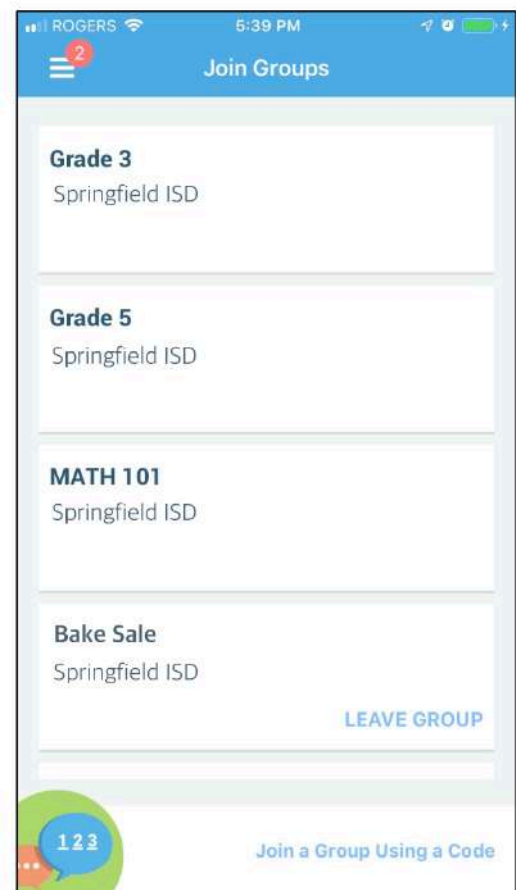 ROGERS 5:39 PM
2
Join Groups
Grade 3
Springfield ISD
Grade 5
Springfield ISD
MATH 101
Springfield ISD
Bake Sale
Springfield ISD
LEAVE GROUP
123
Join a Group Using a Code